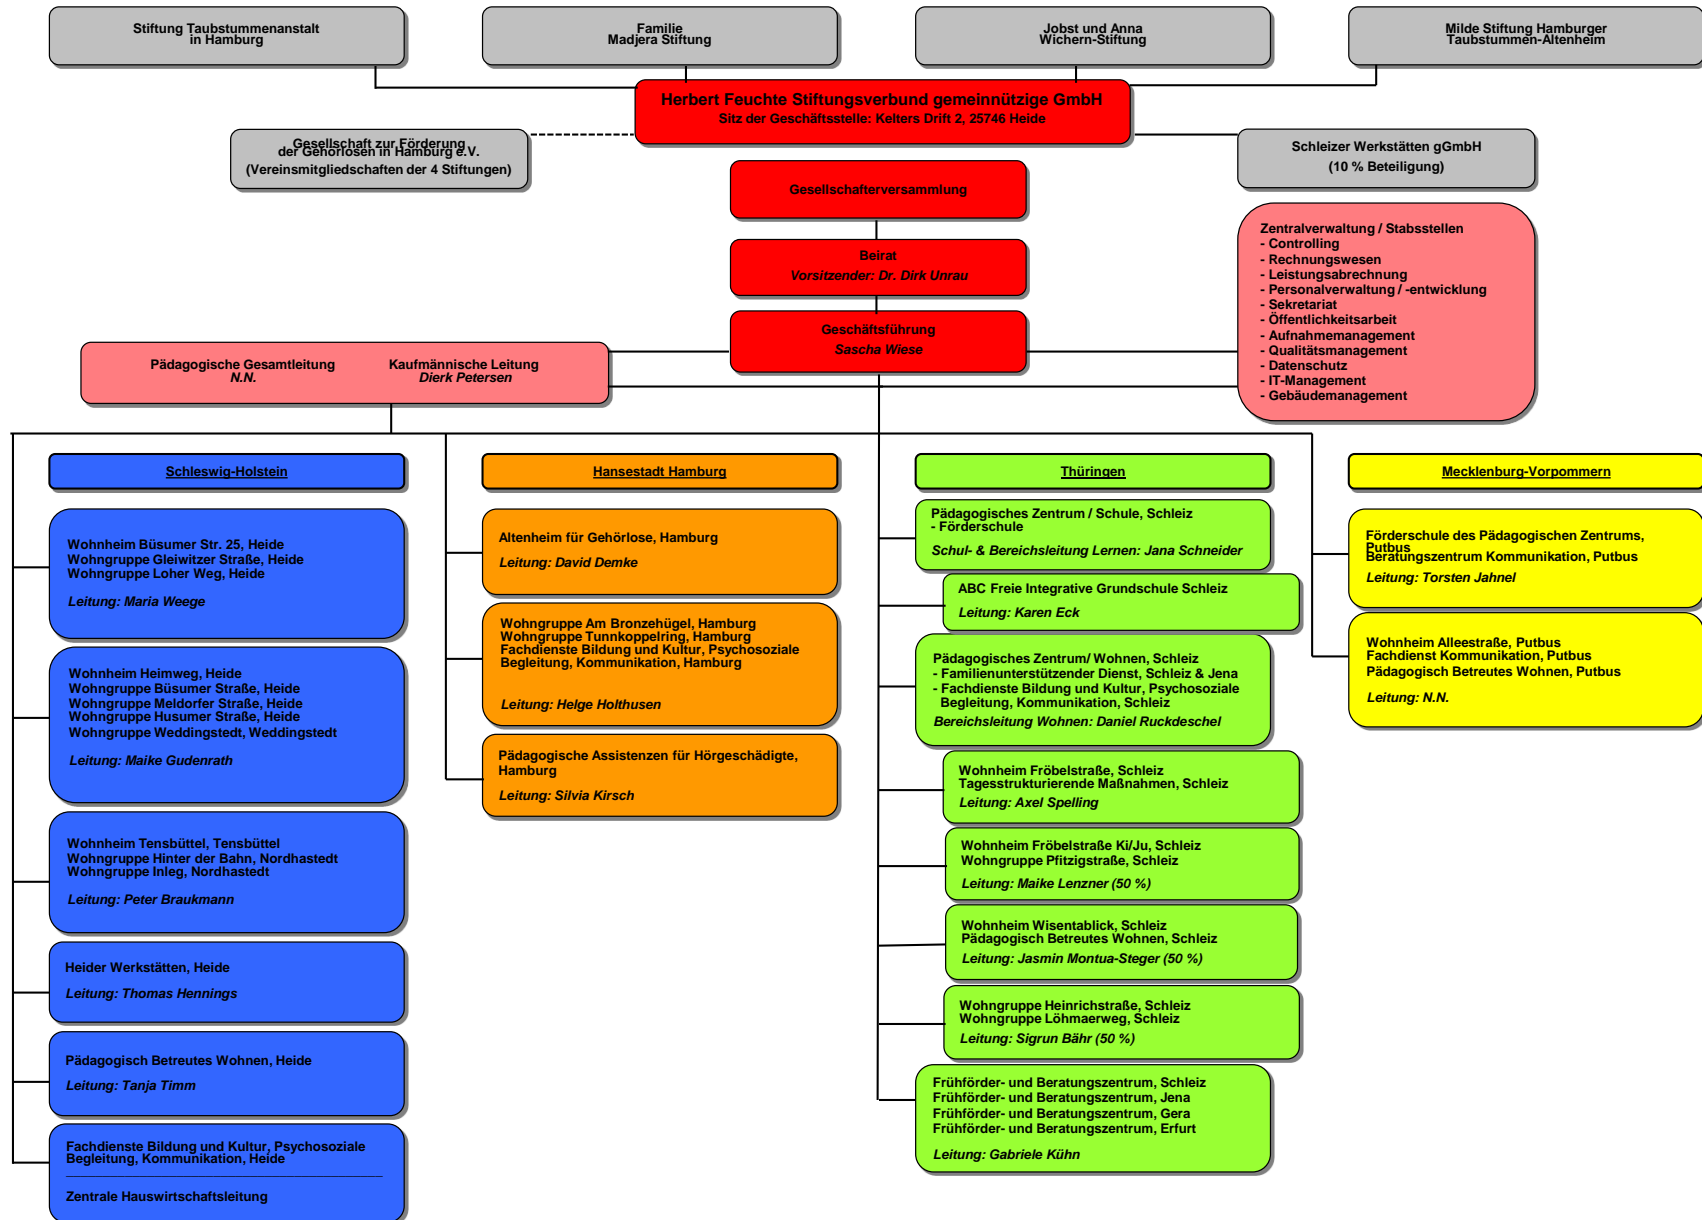 Stiftung Taubstummenanstalt
in Hamburg
Familie
Madjera Stiftung
Jobst und Anna
Wichern-Stiftung
Milde Stiftung Hamburger
Taubstummen-Altenheim
Herbert Feuchte Stiftungsverbund gemeinnützige GmbH
Sitz der Geschäftsstelle: Kelters Drift 2, 25746 Heide
Gesellschaft zur Förderung
der Gehörlosen in Hamburg e.V.
(Vereinsmitgliedschaften der 4 Stiftungen)
Schleizer Werkstätten gGmbH
(10 % Beteiligung)
Gesellschafterversammlung
Beirat
Vorsitzender: Dr. Dirk Unrau
Geschäftsführung
Sascha Wiese
Zentralverwaltung / Stabsstellen
- Controlling
- Rechnungswesen
- Leistungsabrechnung
- Personalverwaltung / -entwicklung
- Sekretariat
- Öffentlichkeitsarbeit
- Aufnahmemanagement
- Qualitätsmanagement
- Datenschutz
- IT-Management
- Gebäudemanagement
Pädagogische Gesamtleitung
N.N.
Kaufmännische Leitung
Dierk Petersen
Schleswig-Holstein
Wohnheim Büsumer Str. 25, Heide
Wohngruppe Gleiwitzer Straße, Heide
Wohngruppe Loher Weg, Heide
Leitung: Maria Weege
Wohnheim Heimweg, Heide
Wohngruppe Büsumer Straße, Heide
Wohngruppe Meldorfer Straße, Heide
Wohngruppe Husumer Straße, Heide
Wohngruppe Weddingstedt, Weddingstedt
Leitung: Maike Gudenrath
Wohnheim Tensbüttel, Tensbüttel
Wohngruppe Hinter der Bahn, Nordhastedt
Wohngruppe Inleg, Nordhastedt
Leitung: Peter Braukmann
Heider Werkstätten, Heide
Leitung: Thomas Hennings
Pädagogisch Betreutes Wohnen, Heide
Leitung: Tanja Timm
Fachdienste Bildung und Kultur, Psychosoziale
Begleitung, Kommunikation, Heide
Zentrale Hauswirtschaftsleitung
Hansestadt Hamburg
Altenheim für Gehörlose, Hamburg
Leitung: David Demke
Wohngruppe Am Bronzehügel, Hamburg
Wohngruppe Tunnkoppelring, Hamburg
Fachdienste Bildung und Kultur, Psychosoziale
Begleitung, Kommunikation, Hamburg
Leitung: Helge Holthusen
Pädagogische Assistenzen für Hörgeschädigte,
Hamburg
Leitung: Silvia Kirsch
Thüringen
Pädagogisches Zentrum / Schule, Schleiz
- Förderschule
Schul- & Bereichsleitung Lernen: Jana Schneider
ABC Freie Integrative Grundschule Schleiz
Leitung: Karen Eck
Pädagogisches Zentrum/ Wohnen, Schleiz
- Familienunterstützender Dienst, Schleiz & Jena
- Fachdienste Bildung und Kultur, Psychosoziale
Begleitung, Kommunikation, Schleiz
Bereichsleitung Wohnen: Daniel Ruckdeschel
Wohnheim Fröbelstraße, Schleiz
Tagesstrukturierende Maßnahmen, Schleiz
Leitung: Axel Spelling
Wohnheim Fröbelstraße Ki/Ju, Schleiz
Wohngruppe Pfitzigstraße, Schleiz
Leitung: Maike Lenzner (50 %)
Wohnheim Wisentablick, Schleiz
Pädagogisch Betreutes Wohnen, Schleiz
Leitung: Jasmin Montua-Steger (50 %)
Wohngruppe Heinrichstraße, Schleiz
Wohngruppe Löhmaerweg, Schleiz
Leitung: Sigrun Bähr (50 %)
Frühförder- und Beratungszentrum, Schleiz
Frühförder- und Beratungszentrum, Jena
Frühförder- und Beratungszentrum, Gera
Frühförder- und Beratungszentrum, Erfurt
Leitung: Gabriele Kühn
Mecklenburg-Vorpommern
Förderschule des Pädagogischen Zentrums,
Putbus
Beratungszentrum Kommunikation, Putbus
Leitung: Torsten Jahnel
Wohnheim Alleestraße, Putbus
Fachdienst Kommunikation, Putbus
Pädagogisch Betreutes Wohnen, Putbus
Leitung: N.N.